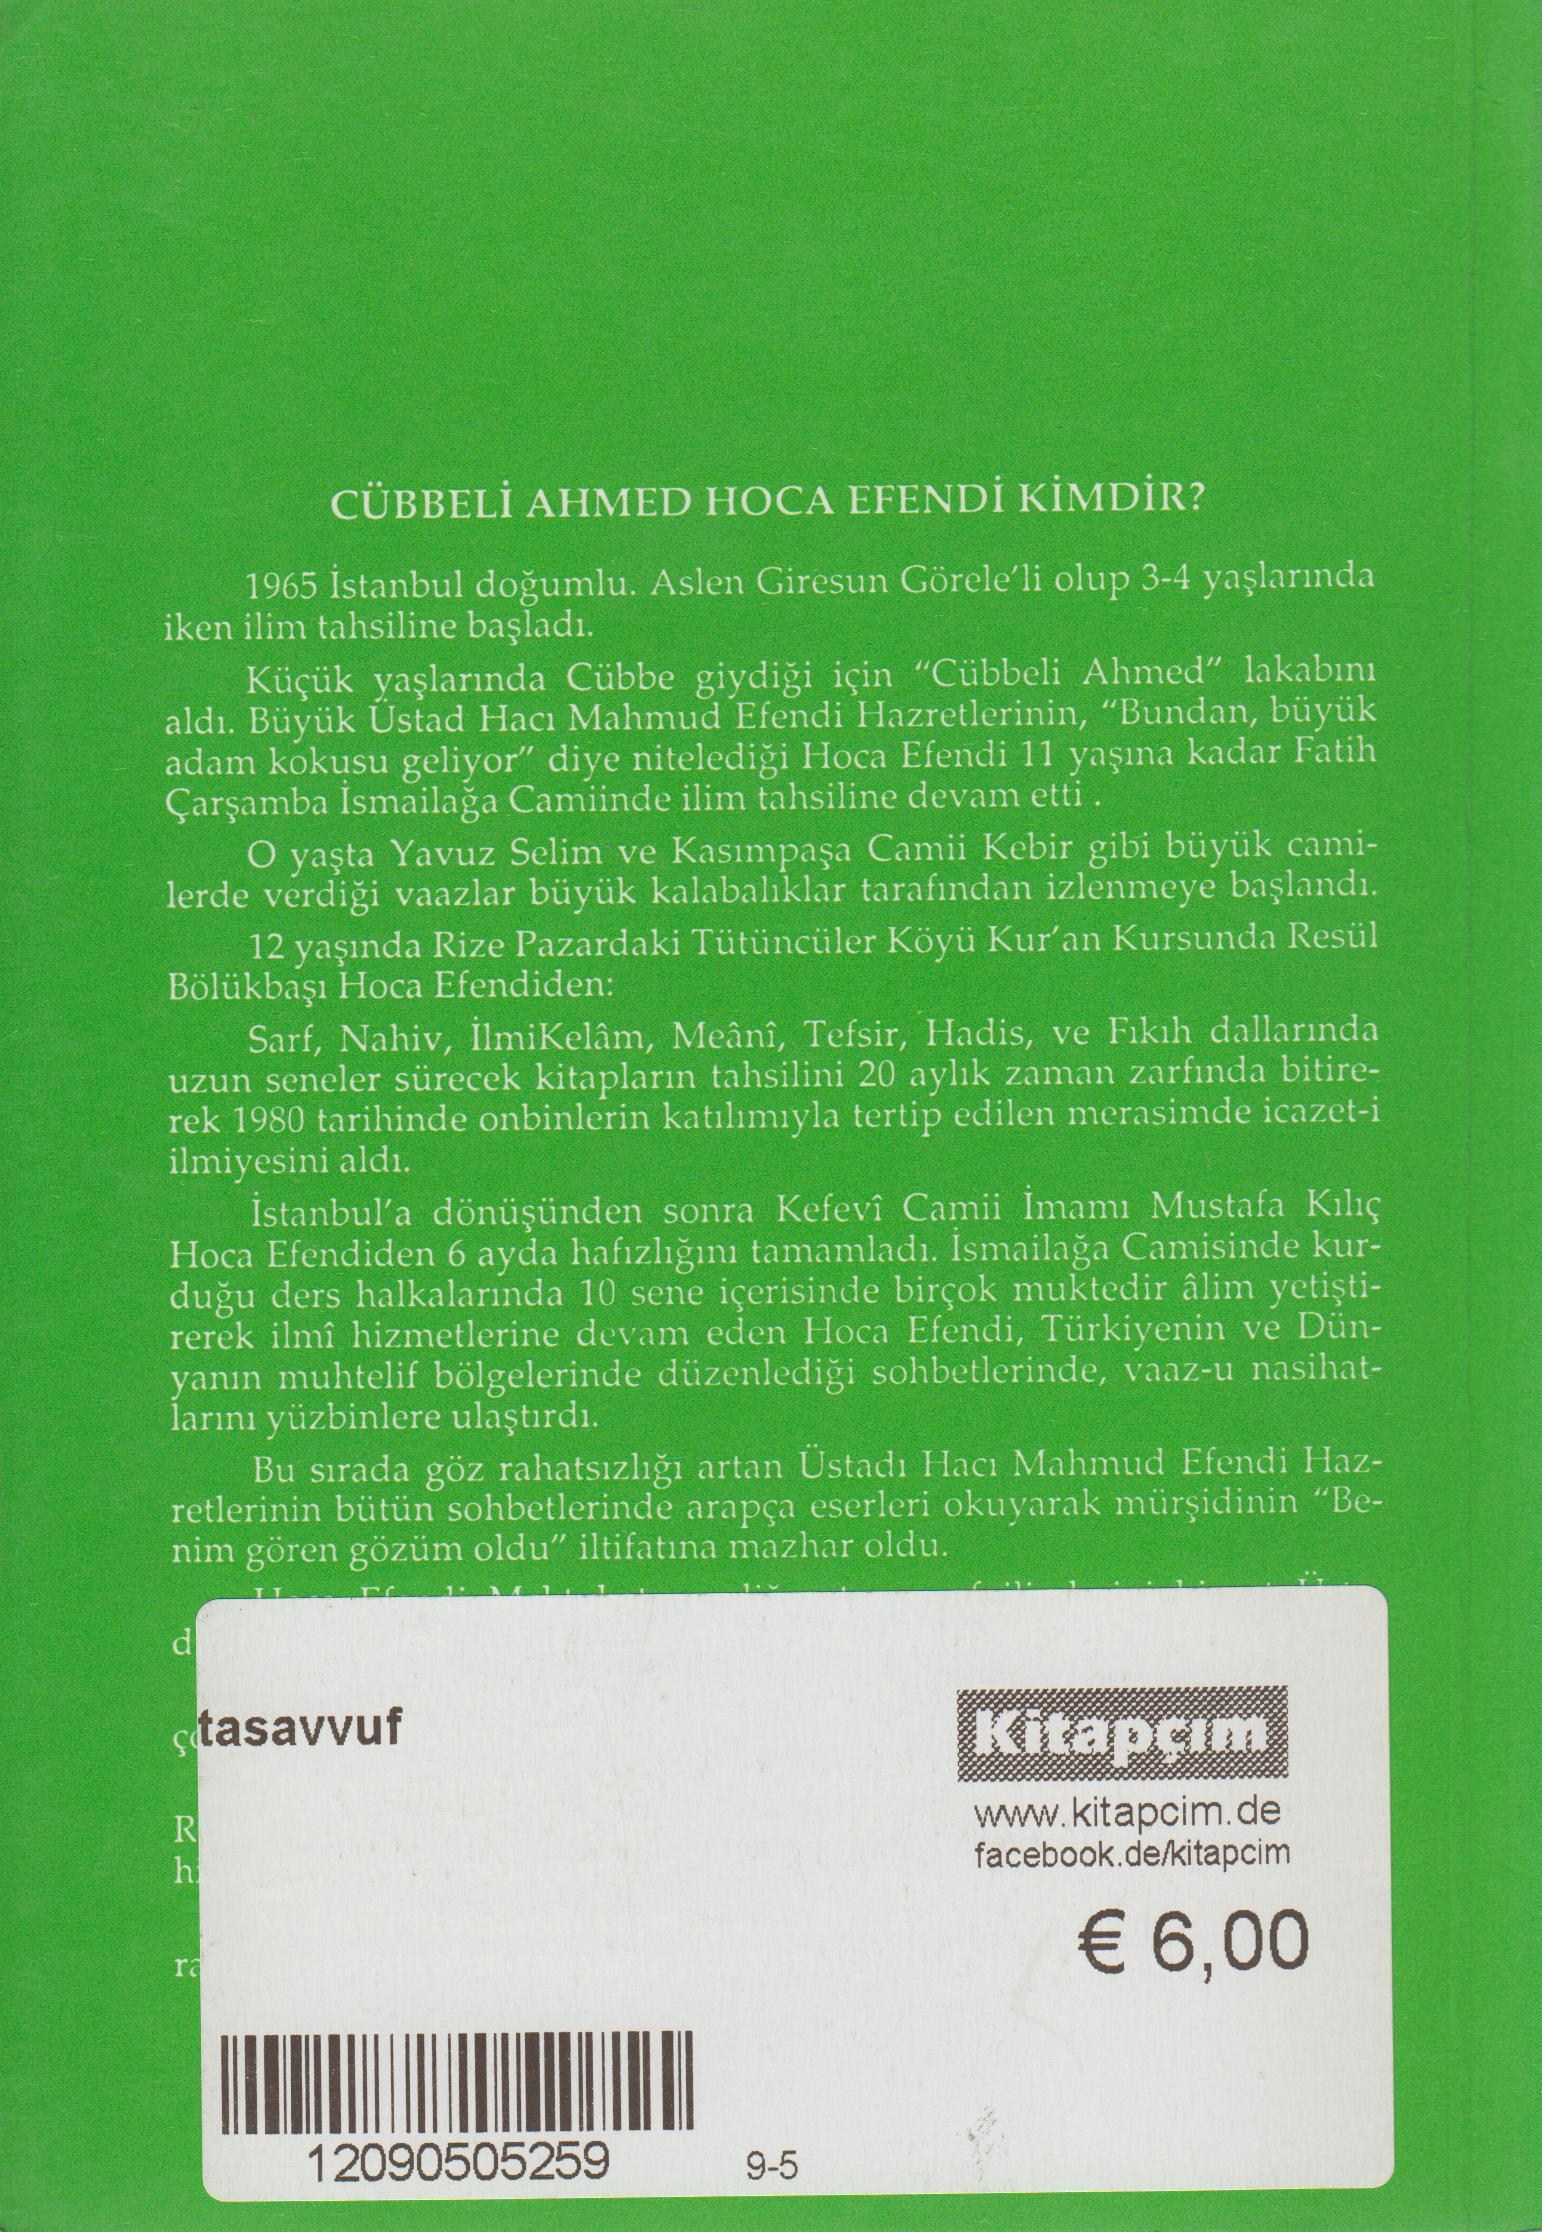 CÜBBELİ AHMED HOCA EFENDİ KİMDİR?
1965 İstanbul doğumlu. Aslen Giresun Görele'li olup 3-4 yaşlarında
iken ilim tahsiline başladı.
Küçük yaşlarında Cübbe giydiği için "Cübbeli Ahmed" lakabını
aldı. Büyük Üstad Hacı Mahmud Efendi Hazretlerinin, "Bundan, büyük
adam kokusu geliyor" diye nitelediği Hoca Efendi 11 yaşına kadar Fatih
Çarşamba İsmailağa Camiinde ilim tahsiline devam etti .
O yaşta Yavuz Selim ve Kasımpaşa Camii Kebir gibi büyük cami-
lerde verdiği vaazlar büyük kalabalıklar tarafından izlenmeye başlandı.
12 yaşında Rize Pazardaki Tütüncüler Köyü Kur'an Kursunda Resül
Bölükbaşı Hoca Efendiden:
Sarf, Nahiv, İlmiKelâm, Meânî, Tefsir, Hadis, ve Fıkıh dallarında
uzun seneler sürecek kitapların tahsilini 20 aylık zaman zarfında bitire-
rek 1980 tarihinde onbinlerin katılımıyla tertip edilen merasimde icazet-i
ilmiyesini aldı.
İstanbul'a dönüşünden sonra Kefevî Camii İmamı Mustafa Kılıç
Hoca Efendiden 6 ayda hafızlığını tamamladı. İsmailağa Camisinde kur-
duğu ders halkalarında 10 sene içerisinde birçok muktedir âlim yetişti-
rerek ilmî hizmetlerine devam eden Hoca Efendi, Türkiyenin ve Dün-
yanın muhtelif bölgelerinde düzenlediği sohbetlerinde, vaaz-u nasihat-
larını yüzbinlere ulaştırdı.
Bu sırada göz rahatsızlığı artan Üstadı Hacı Mahmud Efendi Haz-
retlerinin bütün sohbetlerinde arapça eserleri okuyarak mürşidinin "Be-
nim gören gözüm oldu" iltifatına mazhar oldu.
tasavvuf
Kitapçım
www.kitapcim.de
facebook.de/kitapcim
€ 6,00
12090505259
9-5